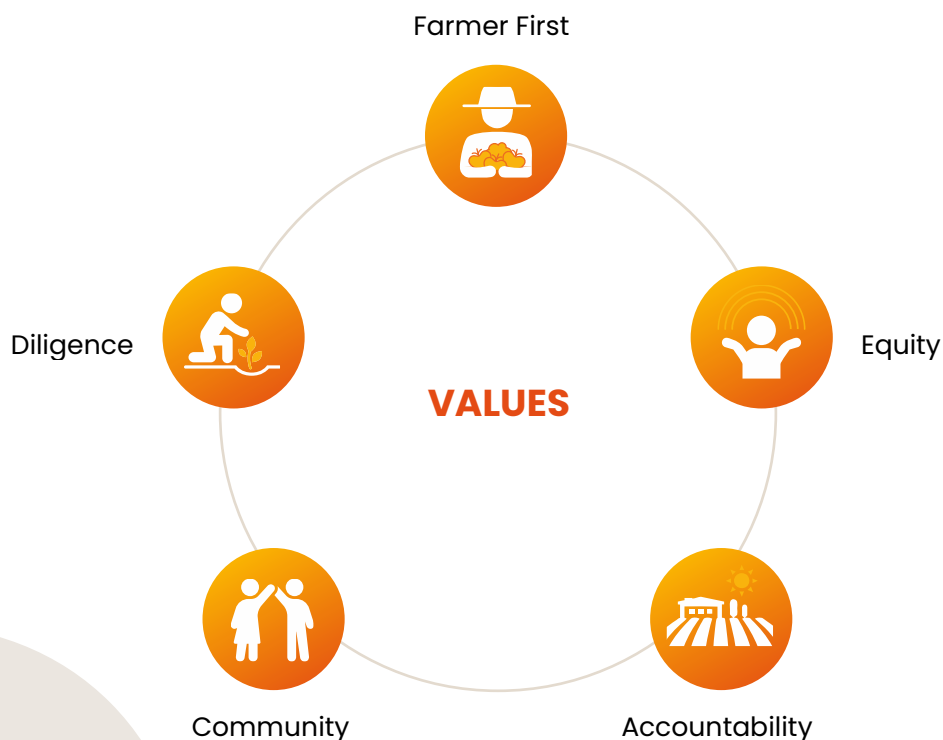 Farmer First
Diligence
Equity
VALUES
Community
Accountability